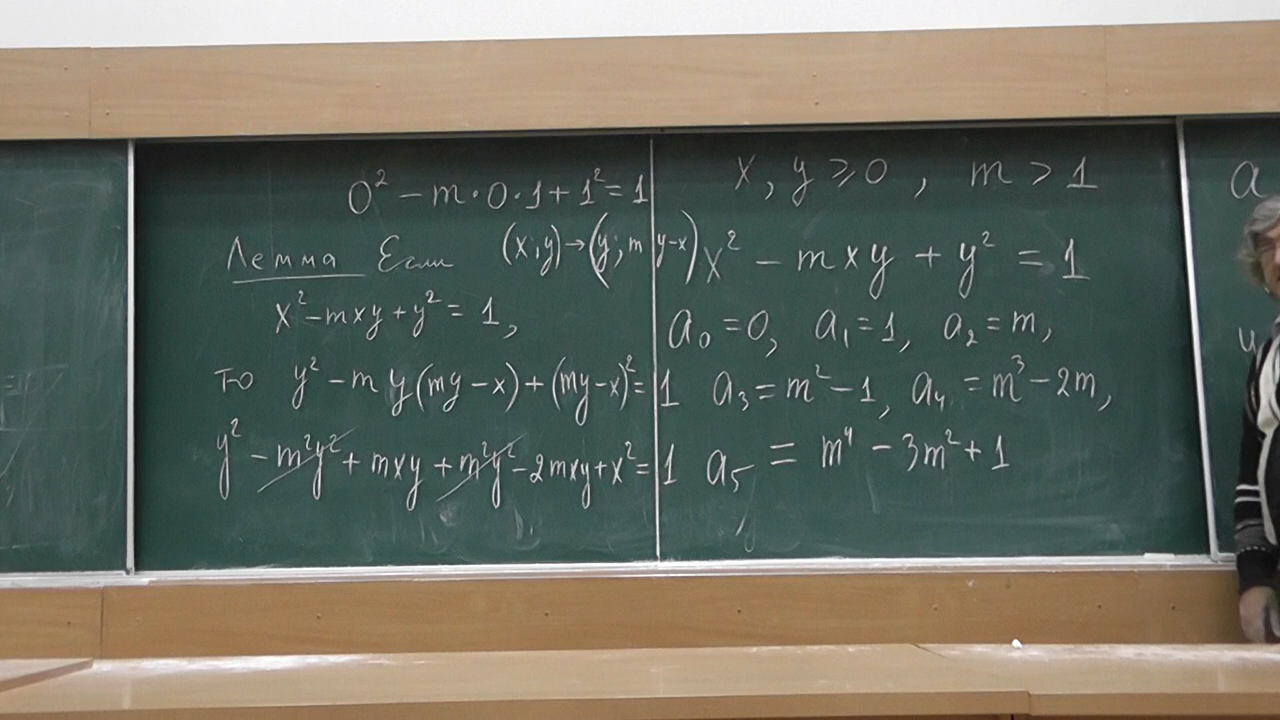 0² − m·0·1 + 1² = 1
Лемма Если (x; y) → (y; my−x)
x² − mxy + y² = 1,
то y² − my(my − x) + (my − x)² = 1
y² − m²y² + mxy + m²y² − 2mxy + x² = 1
x, y ⩾ 0, m > 1
x² − mxy + y² = 1
a₀ = 0, a₁ = 1, a₂ = m,
a₃ = m² − 1, a₄ = m³ − 2m,
a₅ = m⁴ − 3m² + 1
a